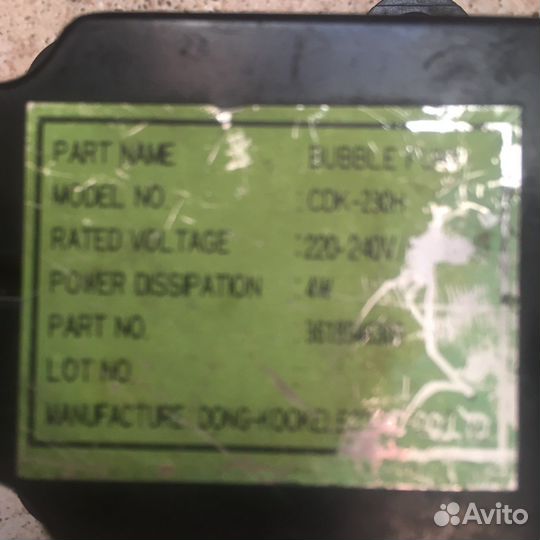 PART NAME : BUBBLE
MODEL NO. : CDK-230H
RATED VOLTAGE : 220-240V/
POWER DISSIPATION : 4W
PART NO. :
LOT NO.
MANUFACTURE:
Avito